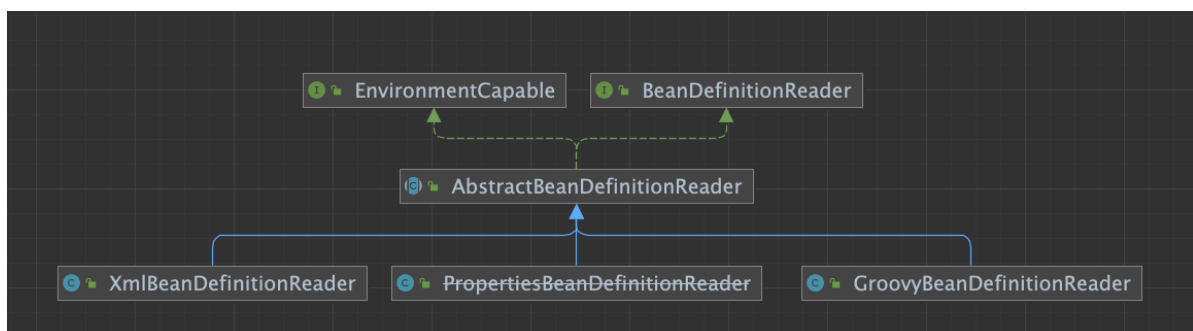 EnvironmentCapable BeanDefinitionReader
AbstractBeanDefinitionReader
XmlBeanDefinitionReader PropertiesBeanDefinitionReader GroovyBeanDefinitionReader